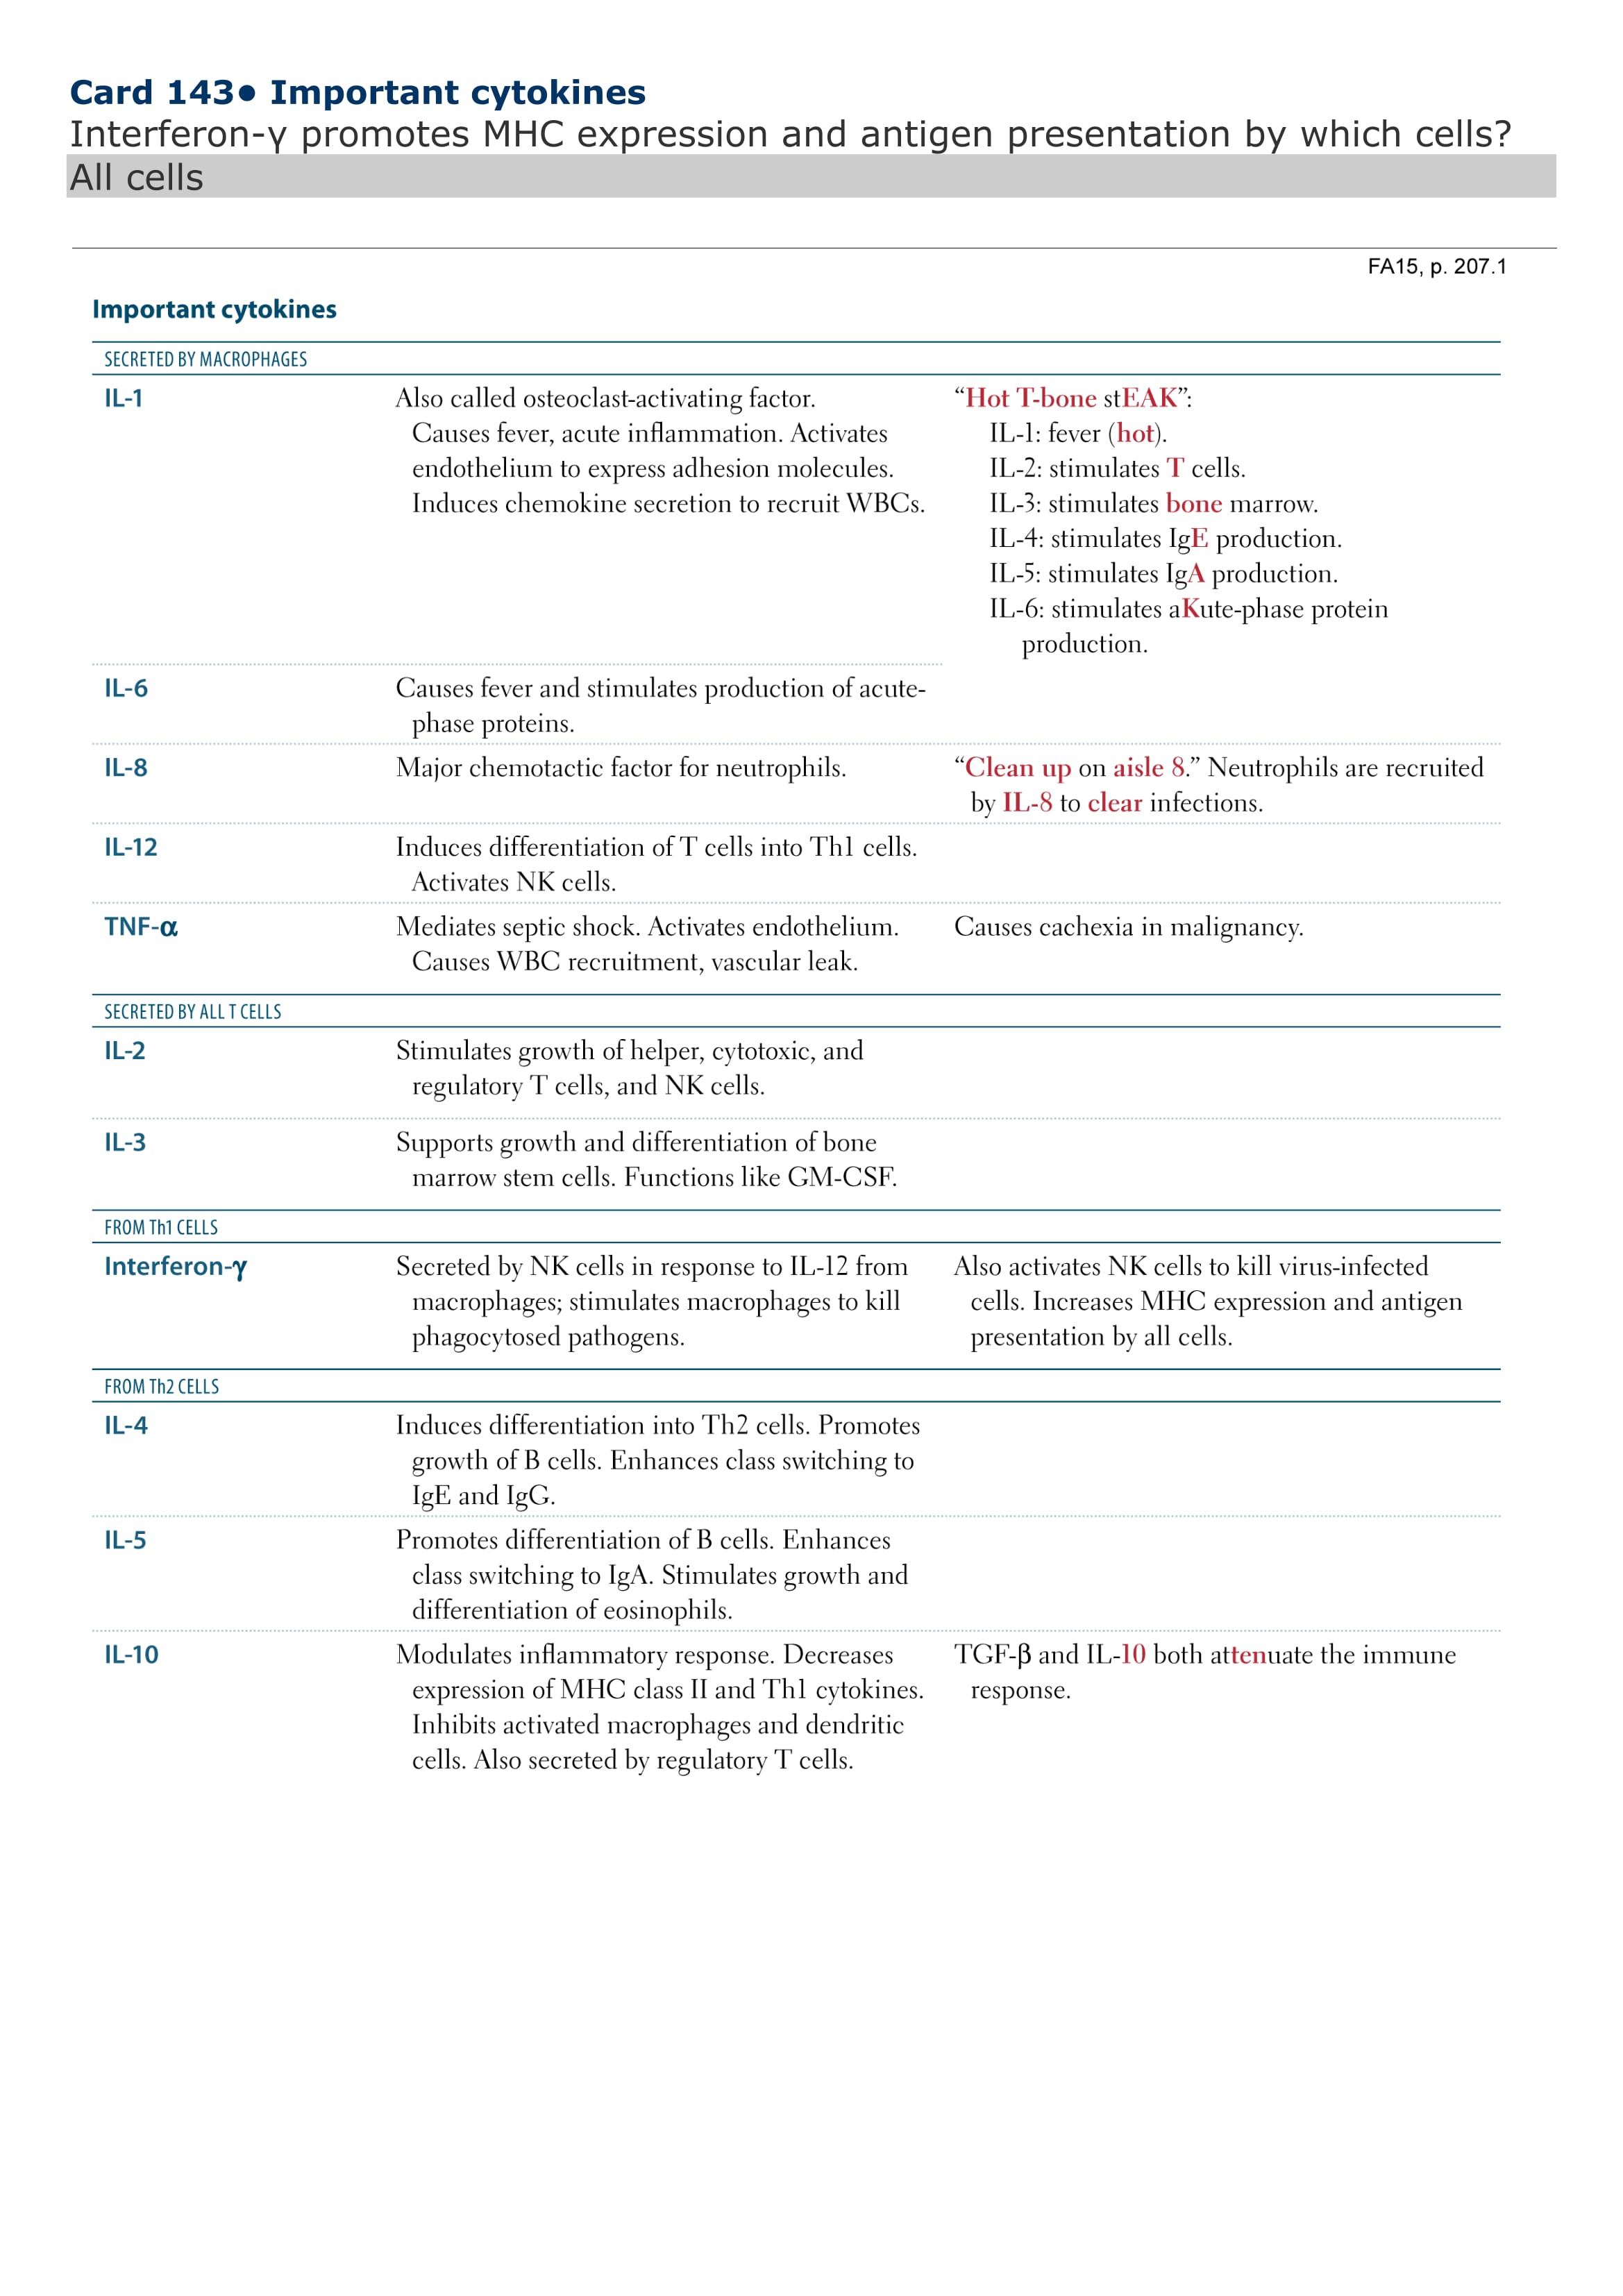 Card 143• Important cytokines
Interferon-γ promotes MHC expression and antigen presentation by which cells?
All cells
FA15, p. 207.1
Important cytokines
SECRETED BY MACROPHAGES
IL-1
Also called osteoclast-activating factor.
Causes fever, acute inflammation. Activates
endothelium to express adhesion molecules.
Induces chemokine secretion to recruit WBCs.
“Hot T-bone stEAK”:
IL-1: fever (hot).
IL-2: stimulates T cells.
IL-3: stimulates bone marrow.
IL-4: stimulates IgE production.
IL-5: stimulates IgA production.
IL-6: stimulates aKute-phase protein
production.
IL-6
Causes fever and stimulates production of acute-
phase proteins.
IL-8
Major chemotactic factor for neutrophils.
“Clean up on aisle 8.” Neutrophils are recruited
by IL-8 to clear infections.
IL-12
Induces differentiation of T cells into Th1 cells.
Activates NK cells.
TNF-α
Mediates septic shock. Activates endothelium.
Causes WBC recruitment, vascular leak.
Causes cachexia in malignancy.
SECRETED BY ALL T CELLS
IL-2
Stimulates growth of helper, cytotoxic, and
regulatory T cells, and NK cells.
IL-3
Supports growth and differentiation of bone
marrow stem cells. Functions like GM-CSF.
FROM Th1 CELLS
Interferon-γ
Secreted by NK cells in response to IL-12 from
macrophages; stimulates macrophages to kill
phagocytosed pathogens.
Also activates NK cells to kill virus-infected
cells. Increases MHC expression and antigen
presentation by all cells.
FROM Th2 CELLS
IL-4
Induces differentiation into Th2 cells. Promotes
growth of B cells. Enhances class switching to
IgE and IgG.
IL-5
Promotes differentiation of B cells. Enhances
class switching to IgA. Stimulates growth and
differentiation of eosinophils.
IL-10
Modulates inflammatory response. Decreases
expression of MHC class II and Th1 cytokines.
Inhibits activated macrophages and dendritic
cells. Also secreted by regulatory T cells.
TGF-β and IL-10 both attenuate the immune
response.